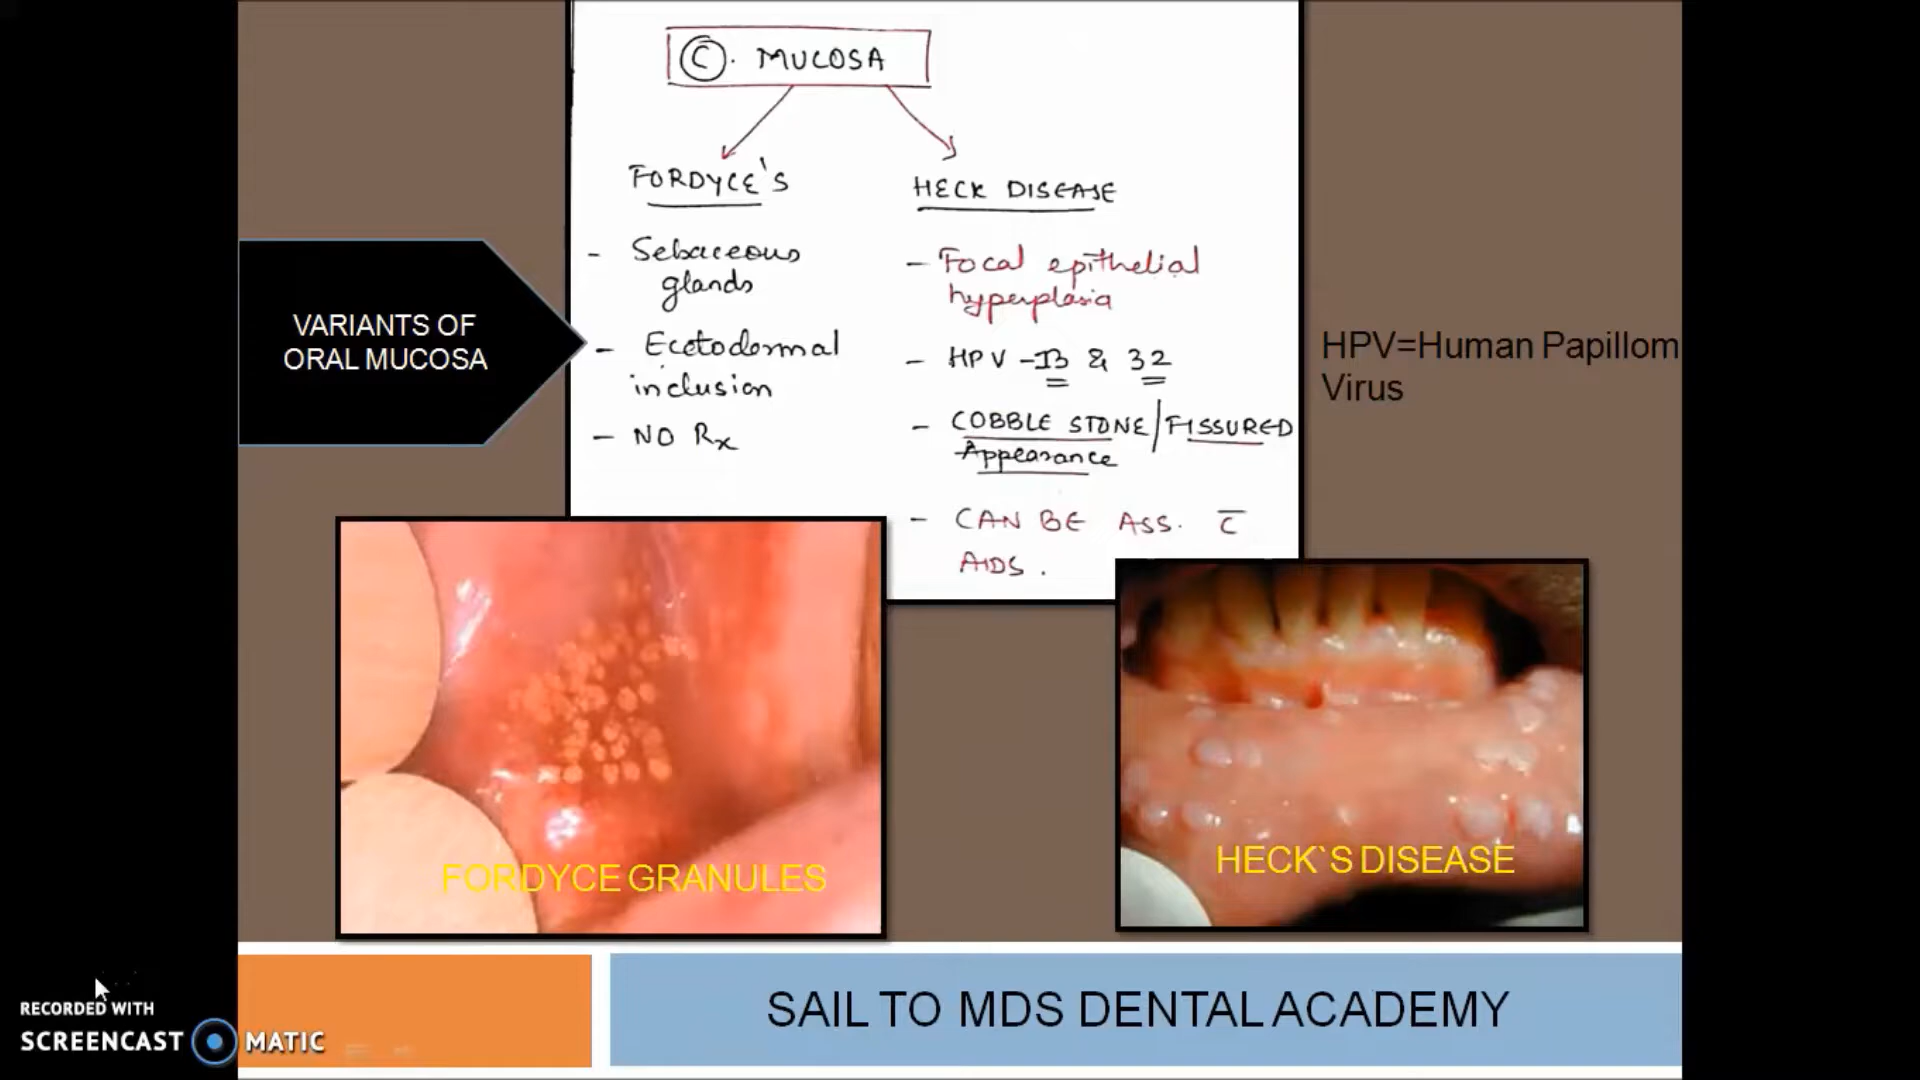 C. MUCOSA
FORDYCE'S
- Sebaceous
glands
- Ectodermal
inclusion
- NO Rx
HECK DISEASE
- Focal epithelial
hyperplasia
- HPV -13 & 32
- COBBLE STONE/FISSURED
Appearance
- CAN BE ASS. c̅
AIDS.
VARIANTS OF
ORAL MUCOSA
HPV=Human Papillom
Virus
FORDYCE GRANULES
HECK`S DISEASE
SAIL TO MDS DENTAL ACADEMY
RECORDED WITH
SCREENCAST MATIC